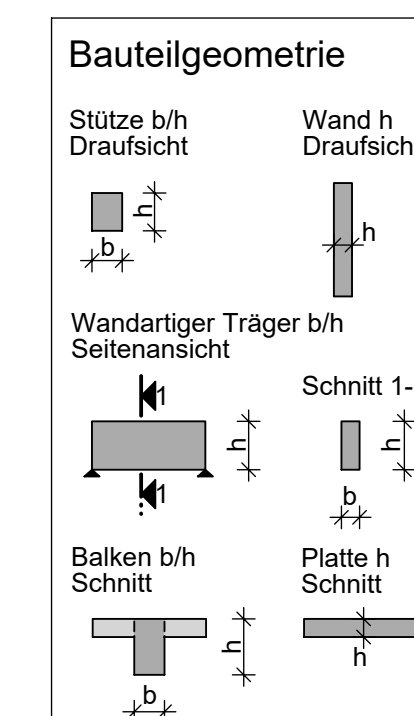 Bauteilgeometrie
Stütze b/h
Draufsicht
h
b
Wand h
Draufsich
h
Wandartiger Träger b/h
Seitenansicht
1
h
1
Schnitt 1-
h
b
Balken b/h
Schnitt
h
b
Platte h
Schnitt
h